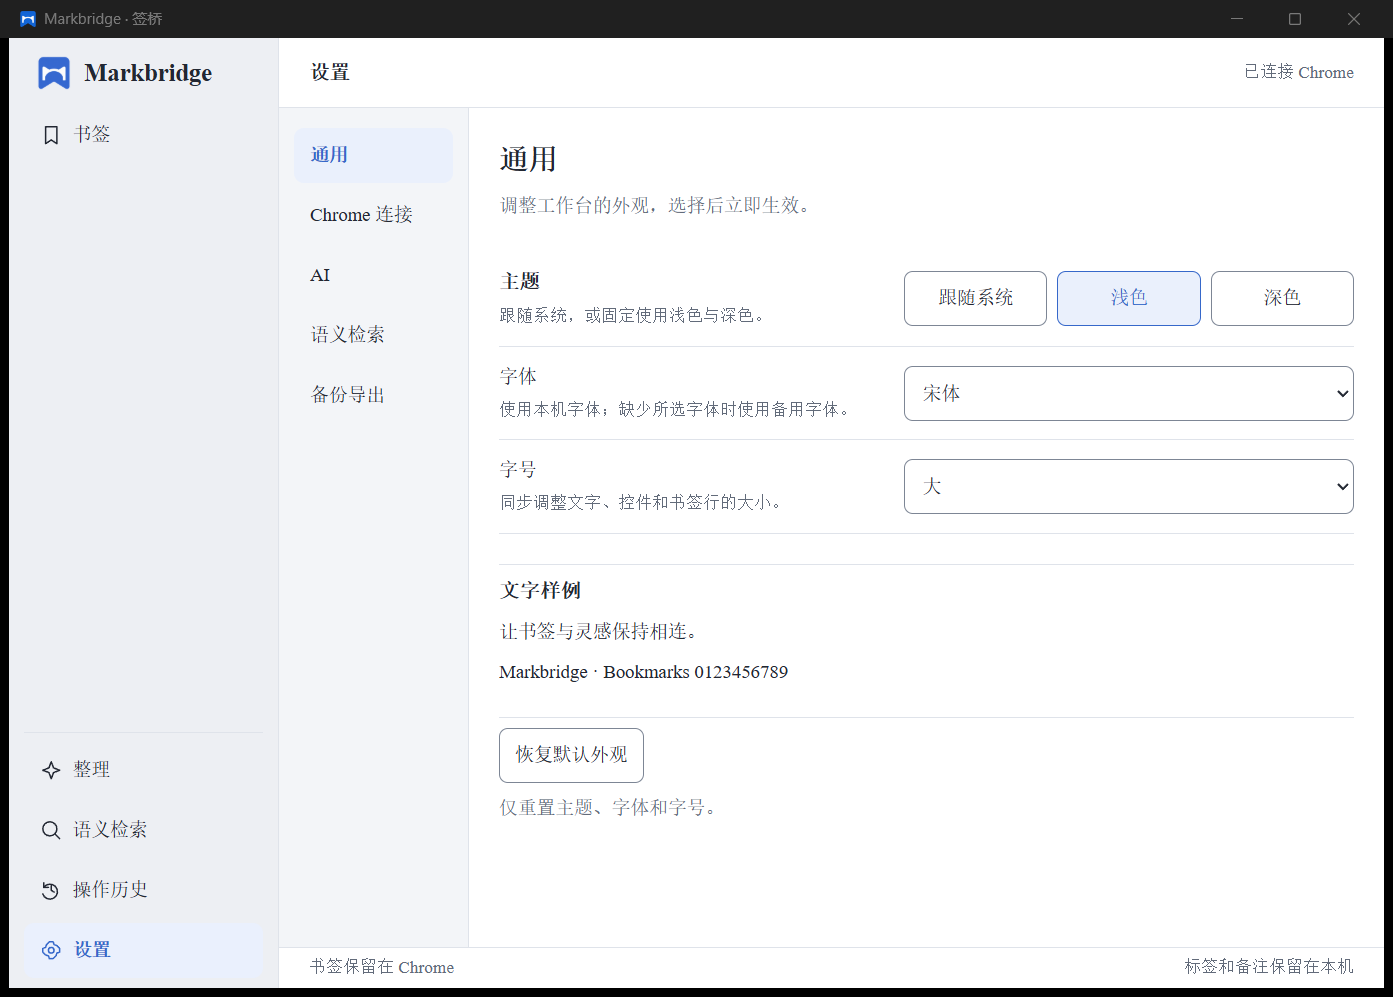 Markbridge · 签桥
Markbridge
书签
整理
语义检索
操作历史
设置
设置
已连接 Chrome
通用
Chrome 连接
AI
语义检索
备份导出
通用
调整工作台的外观，选择后立即生效。
主题
跟随系统，或固定使用浅色与深色。
跟随系统
浅色
深色
字体
使用本机字体；缺少所选字体时使用备用字体。
宋体
字号
同步调整文字、控件和书签行的大小。
大
文字样例
让书签与灵感保持相连。
Markbridge · Bookmarks 0123456789
恢复默认外观
仅重置主题、字体和字号。
书签保留在 Chrome
标签和备注保留在本机